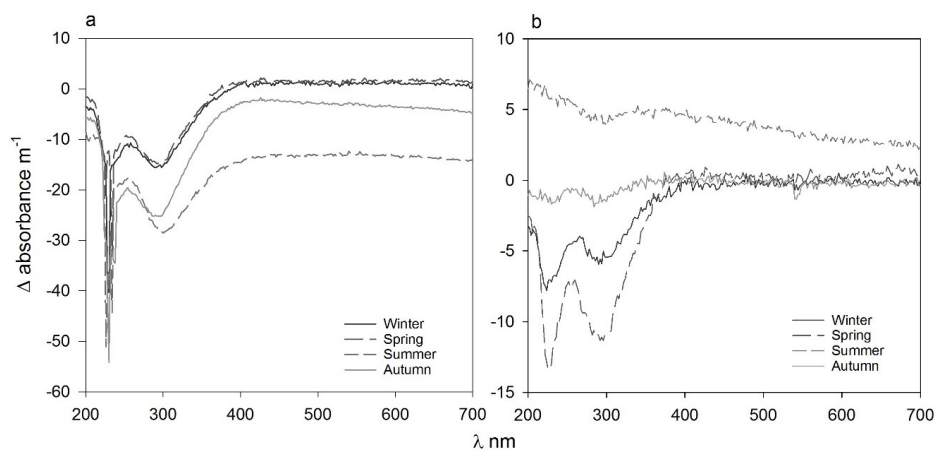 a
b
10
0
-10
-20
-30
-40
-50
-60
Δ absorbance m-1
200 300 400 500 600 700
Winter
Spring
Summer
Autumn
10
5
0
-5
-10
-15
200 300 400 500 600 700
Winter
Spring
Summer
Autumn
λ nm